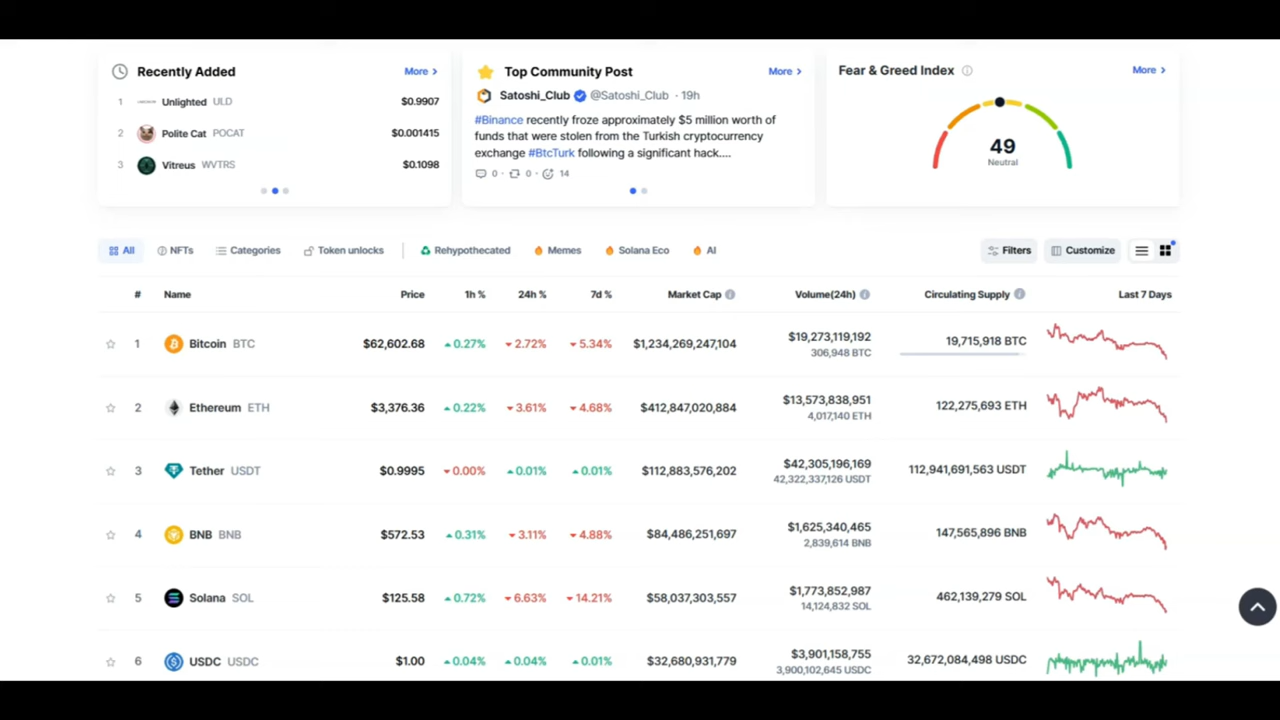 Recently Added
More >
1 Unlighted ULD $0.9907
2 Polite Cat POCAT $0.001415
3 Vitreus WVTRS $0.1098
Top Community Post
More >
Satoshi_Club @Satoshi_Club · 19h
#Binance recently froze approximately $5 million worth of
funds that were stolen from the Turkish cryptocurrency
exchange #BtcTurk following a significant hack....
0 · 0 · 14
Fear & Greed Index
More >
49
Neutral
All NFTs Categories Token unlocks Rehypothecated Memes Solana Eco AI Filters Customize
# Name Price 1h % 24h % 7d % Market Cap Volume(24h) Circulating Supply Last 7 Days
1 Bitcoin BTC $62,602.68 0.27% 2.72% 5.34% $1,234,269,247,104 $19,273,119,192 19,715,918 BTC
306,948 BTC
2 Ethereum ETH $3,376.36 0.22% 3.61% 4.68% $412,847,020,884 $13,573,838,951 122,275,693 ETH
4,017,140 ETH
3 Tether USDT $0.9995 0.00% 0.01% 0.01% $112,883,576,202 $42,305,196,169 112,941,691,563 USDT
42,322,337,126 USDT
4 BNB BNB $572.53 0.31% 3.11% 4.88% $84,486,251,697 $1,625,340,465 147,565,896 BNB
2,839,614 BNB
5 Solana SOL $125.58 0.72% 6.63% 14.21% $58,037,303,557 $1,773,852,987 462,139,279 SOL
14,124,832 SOL
6 USDC USDC $1.00 0.04% 0.04% 0.01% $32,680,931,779 $3,901,158,755 32,672,084,498 USDC
3,900,102,645 USDC